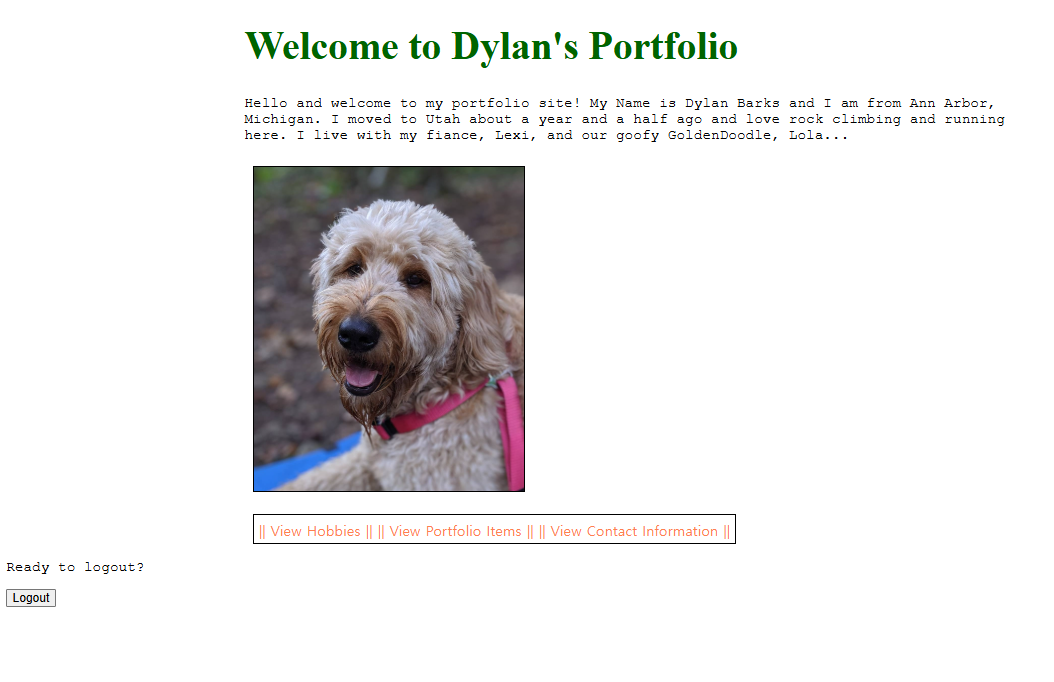 Welcome to Dylan's Portfolio
Hello and welcome to my portfolio site! My Name is Dylan Barks and I am from Ann Arbor,
Michigan. I moved to Utah about a year and a half ago and love rock climbing and running
here. I live with my fiance, Lexi, and our goofy GoldenDoodle, Lola...
|| View Hobbies || || View Portfolio Items || || View Contact Information ||
Ready to logout?
Logout